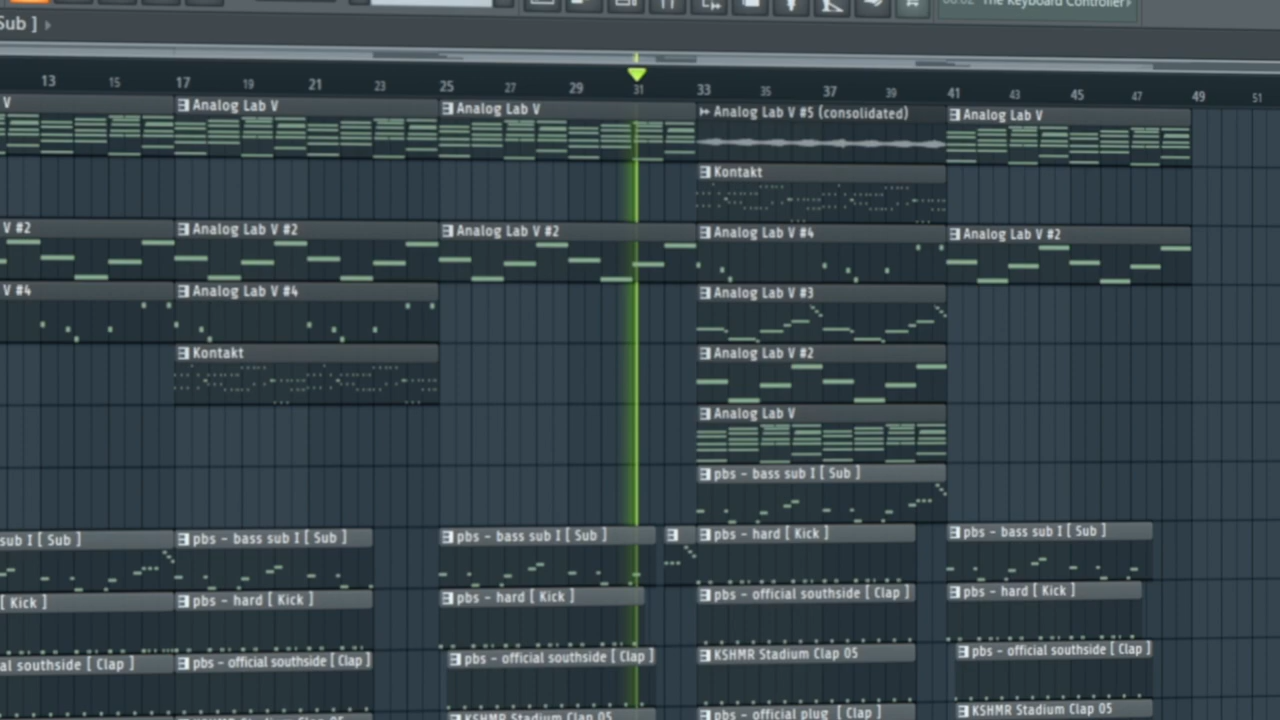 Sub ]
The Keyboard Controller
13 15 17 19 21 23 25 27 29 31 33 35 37 39 41 43 45 47 49 51
V Analog Lab V Analog Lab V Analog Lab V #5 (consolidated) Analog Lab V
Kontakt
V #2 Analog Lab V #2 Analog Lab V #2 Analog Lab V #4 Analog Lab V #2
V #4 Analog Lab V #4 Analog Lab V #3
Kontakt Analog Lab V #2
Analog Lab V
pbs - bass sub I [ Sub ]
sub I [ Sub ] pbs - bass sub I [ Sub ] pbs - bass sub I [ Sub ] pbs - hard [ Kick ] pbs - bass sub I [ Sub ]
[ Kick ] pbs - hard [ Kick ] pbs - hard [ Kick ] pbs - official southside [ Clap ] pbs - hard [ Kick ]
al southside [ Clap ] pbs - official southside [ Clap ] pbs - official southside [ Clap ] KSHMR Stadium Clap 05 pbs - official southside [ Clap ]
KSHMR Stadium Clap 05 pbs - official plug [ Clap ] KSHMR Stadium Clap 05